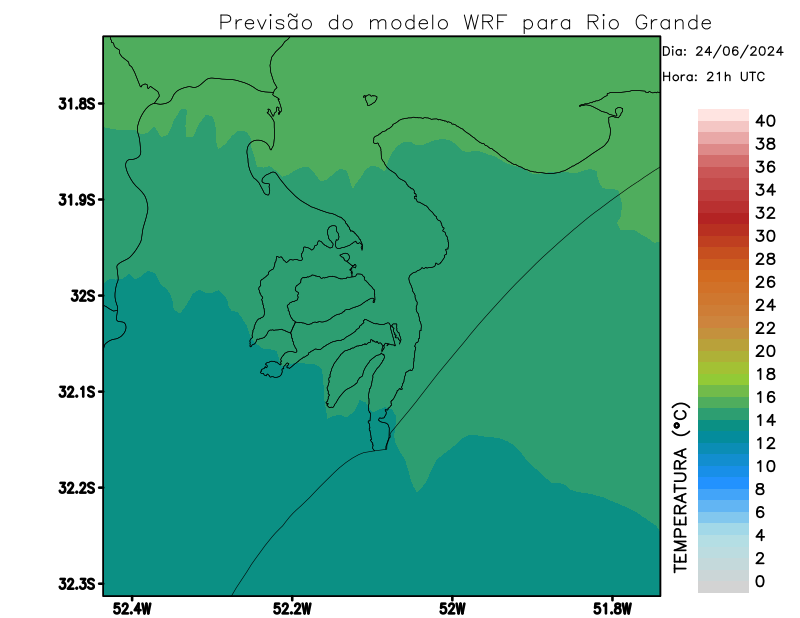 Previsão do modelo WRF para Rio Grande
Dia: 24/06/2024
Hora: 21h UTC
31.8S
31.9S
32S
32.1S
32.2S
32.3S
52.4W
52.2W
52W
51.8W
TEMPERATURA (°C)
40
38
36
34
32
30
28
26
24
22
20
18
16
14
12
10
8
6
4
2
0